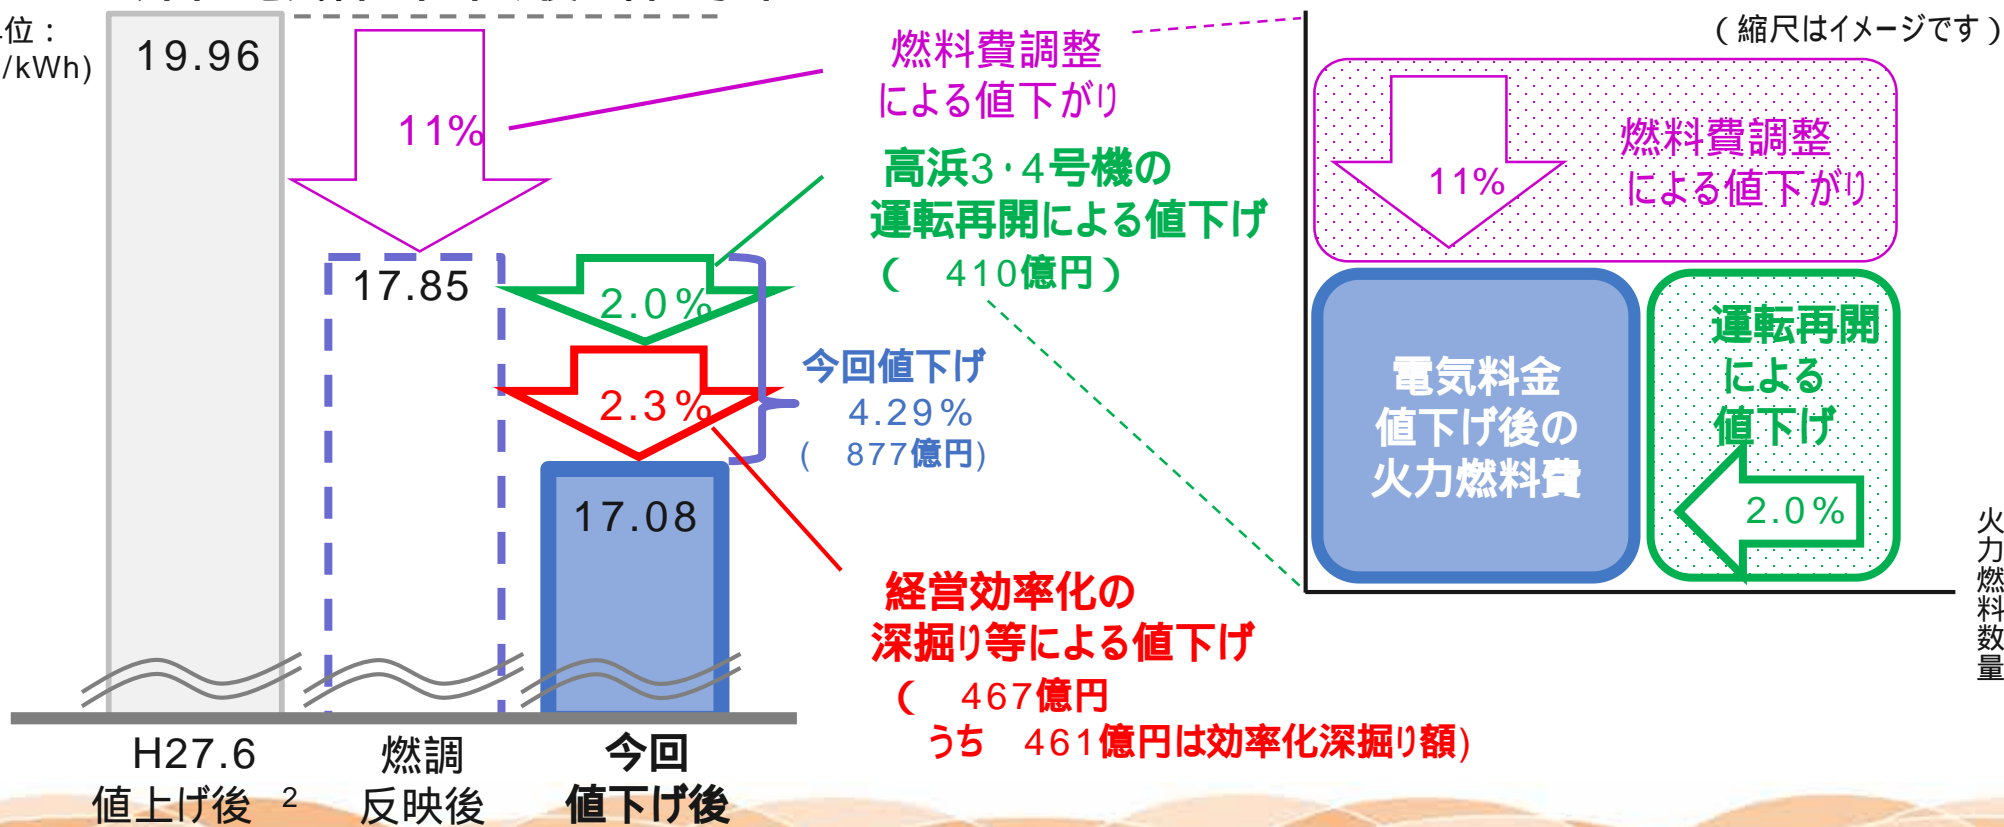 位：
/kWh)
19.96
11%
17.85
2.0%
2.3%
17.08
今回値下げ
4.29%
( 877億円)
H27.6
値上げ後 2
燃調
反映後
今回
値下げ後
燃料費調整
による値下がり
高浜3・4号機の
運転再開による値下げ
( 410億円)
経営効率化の
深掘り等による値下げ
( 467億円
うち 461億円は効率化深掘り額)
(縮尺はイメージです)
11%
燃料費調整
による値下がり
電気料金
値下げ後の
火力燃料費
運転再開
による
値下げ
2.0%
火力燃料数量